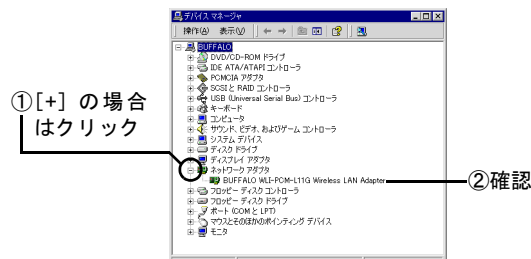 デバイス マネージャ
操作(A) 表示(V)
BUFFALO
DVD/CD-ROM ドライブ
IDE ATA/ATAPI コントローラ
PCMCIA アダプタ
SCSI と RAID コントローラ
USB (Universal Serial Bus) コントローラ
キーボード
コンピュータ
サウンド、ビデオ、およびゲーム コントローラ
システム デバイス
ディスク ドライブ
ディスプレイ アダプタ
ネットワーク アダプタ
BUFFALO WLI-PCM-L11G Wireless LAN Adapter
フロッピー ディスク コントローラ
フロッピー ディスク ドライブ
ポート (COM と LPT)
マウスとそのほかのポインティング デバイス
モニタ
①[+] の場合
はクリック
②確認